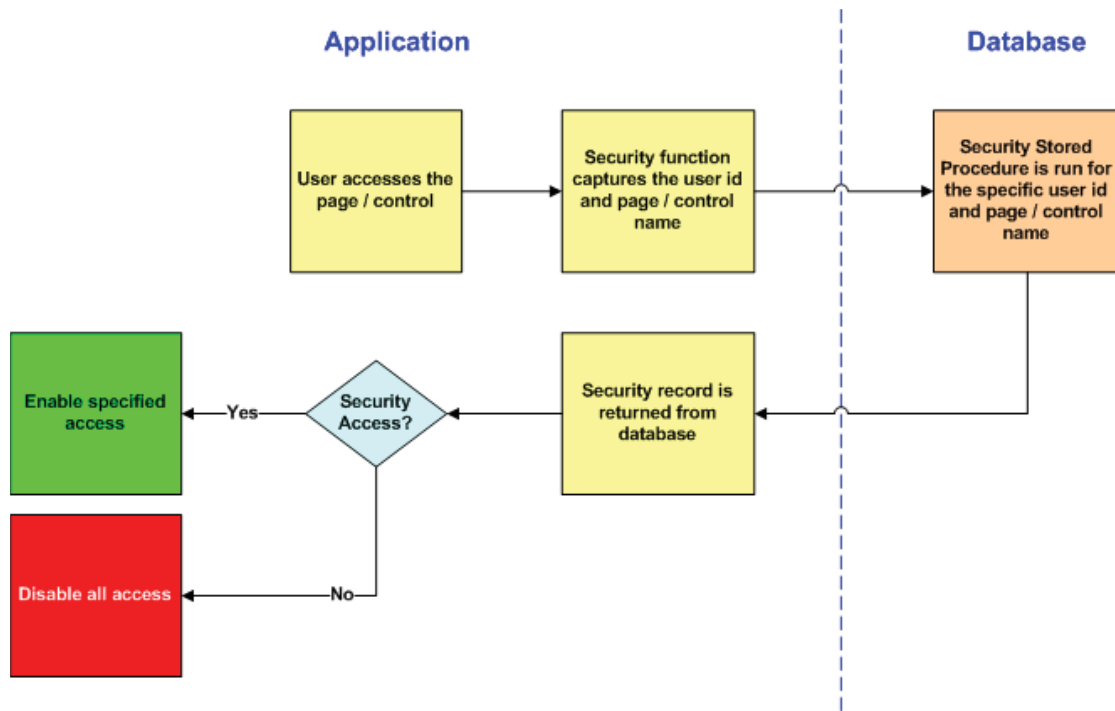 Application
Database
User accesses the
page / control
Security function
captures the user id
and page / control
name
Security Stored
Procedure is run for
the specific user id
and page / control
name
Enable specified
access
Yes
Security
Access?
Security record is
returned from
database
Disable all access
No